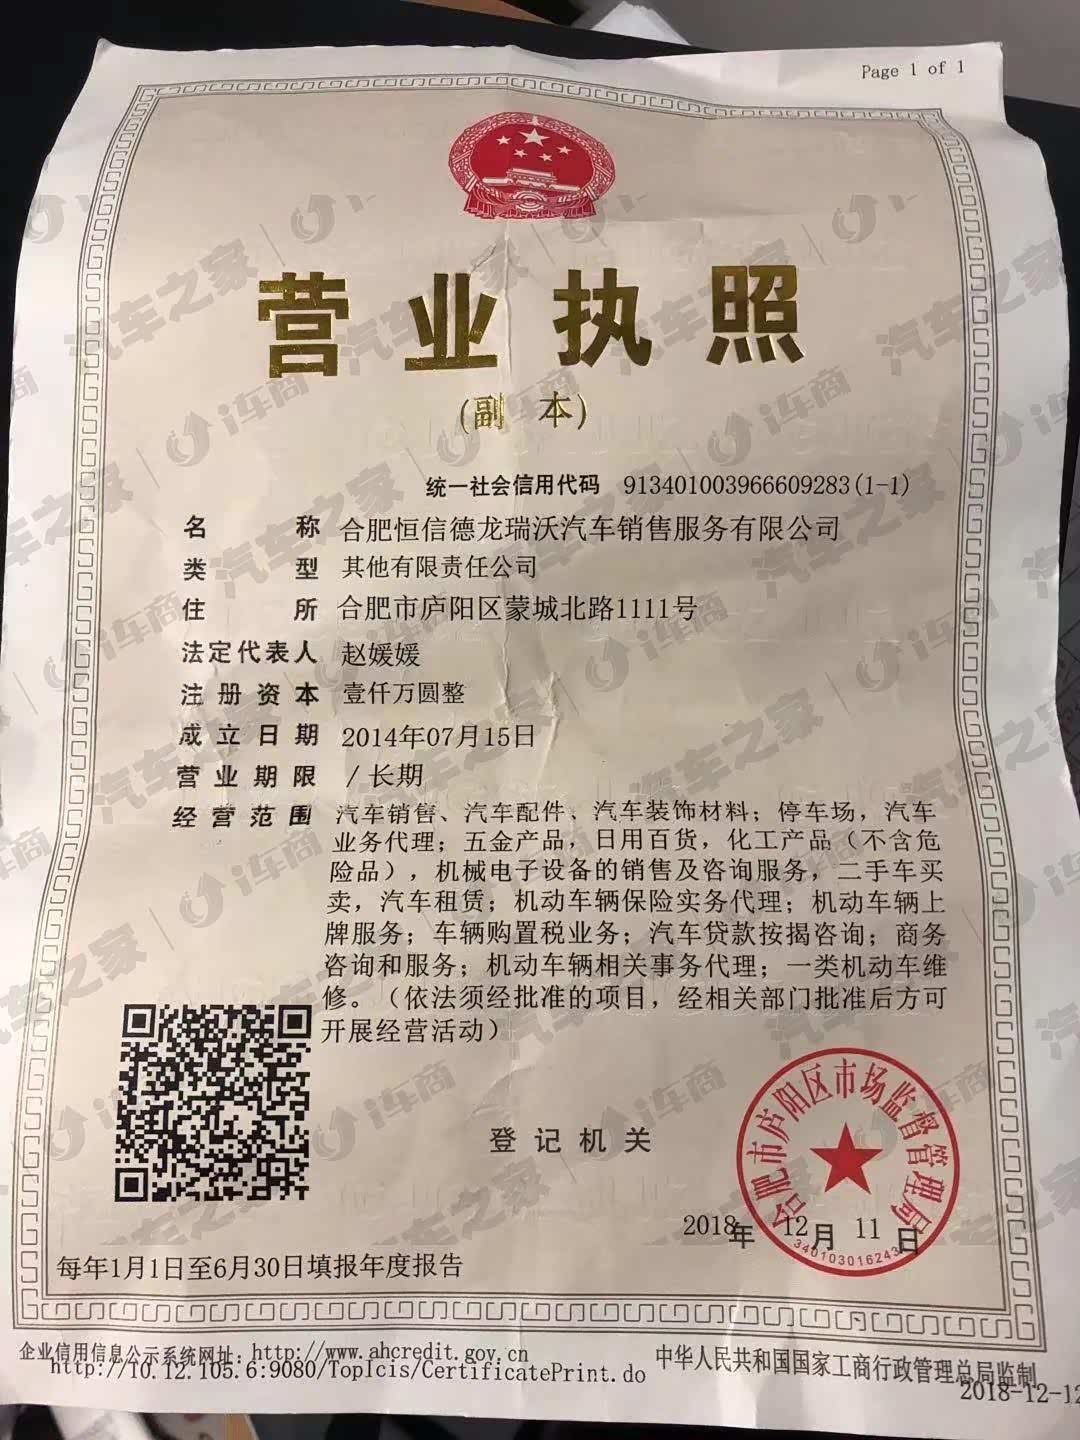 Page 1 of 1
营业执照
(副 本)
统一社会信用代码 913401003966609283(1-1)
名 称 合肥恒信德龙瑞沃汽车销售服务有限公司
类 型 其他有限责任公司
住 所 合肥市庐阳区蒙城北路1111号
法定代表人 赵媛媛
注册资本 壹仟万圆整
成立日期 2014年07月15日
营业期限 / 长期
经营范围 汽车销售、汽车配件、汽车装饰材料；停车场，汽车
业务代理；五金产品，日用百货，化工产品（不含危
险品），机械电子设备的销售及咨询服务，二手车买
卖，汽车租赁；机动车辆保险实务代理；机动车辆上
牌服务；车辆购置税业务；汽车贷款按揭咨询；商务
咨询和服务；机动车辆相关事务代理；一类机动车维
修。（依法须经批准的项目，经相关部门批准后方可
开展经营活动）
登记机关
合肥市庐阳区市场监督管理局
2018年 12月 11日
340103016243
每年1月1日至6月30日填报年度报告
企业信用信息公示系统网址：http://www.ahcredit.gov.cn
中华人民共和国国家工商行政管理总局监制
http://10.12.105.6:9080/TopIcis/CertificatePrint.do
2018-12-12
汽车之家 i车商